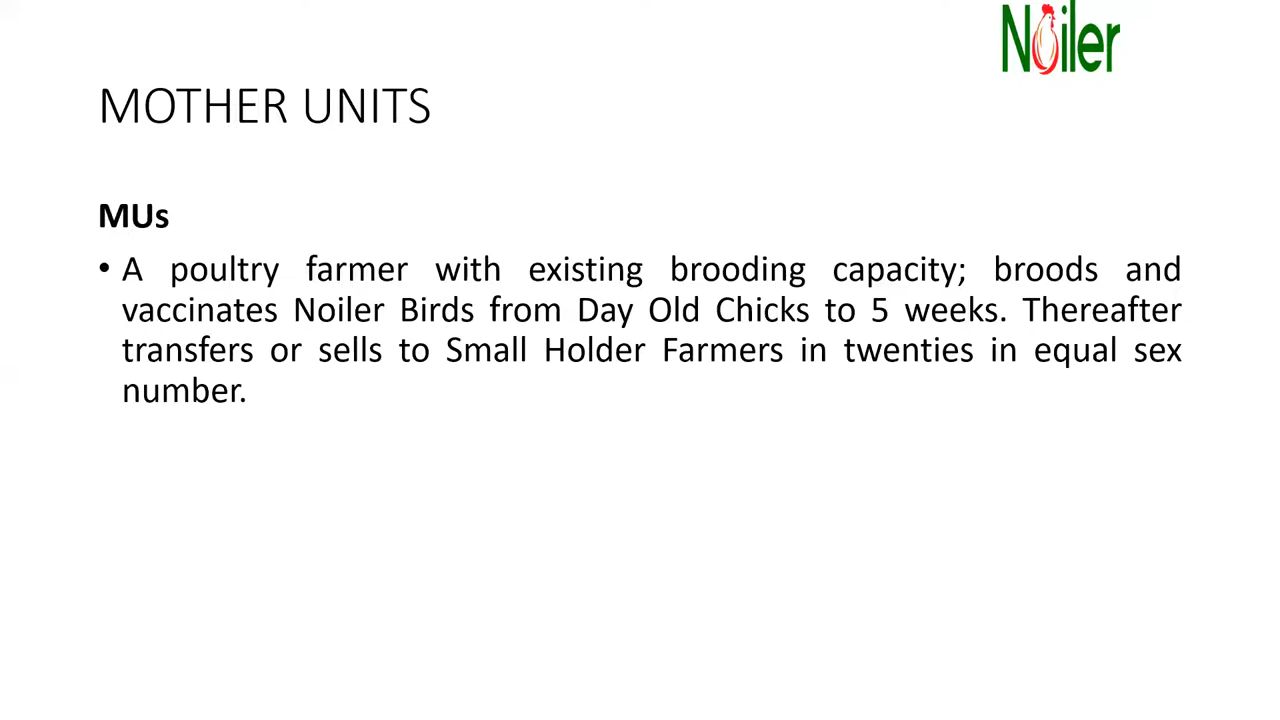 Noiler
MOTHER UNITS
MUs
• A poultry farmer with existing brooding capacity; broods and
vaccinates Noiler Birds from Day Old Chicks to 5 weeks. Thereafter
transfers or sells to Small Holder Farmers in twenties in equal sex
number.